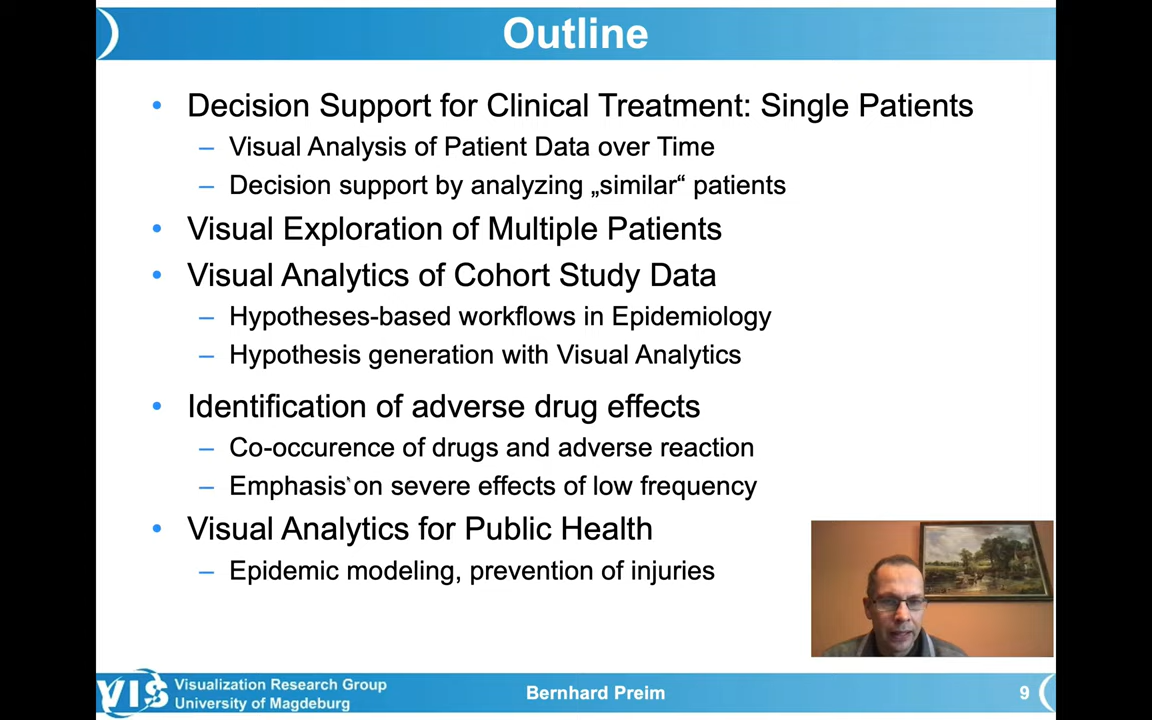 Outline
• Decision Support for Clinical Treatment: Single Patients
– Visual Analysis of Patient Data over Time
– Decision support by analyzing „similar“ patients
• Visual Exploration of Multiple Patients
• Visual Analytics of Cohort Study Data
– Hypotheses-based workflows in Epidemiology
– Hypothesis generation with Visual Analytics
• Identification of adverse drug effects
– Co-occurence of drugs and adverse reaction
– Emphasis on severe effects of low frequency
• Visual Analytics for Public Health
– Epidemic modeling, prevention of injuries
VIS
Visualization Research Group
University of Magdeburg
Bernhard Preim
9